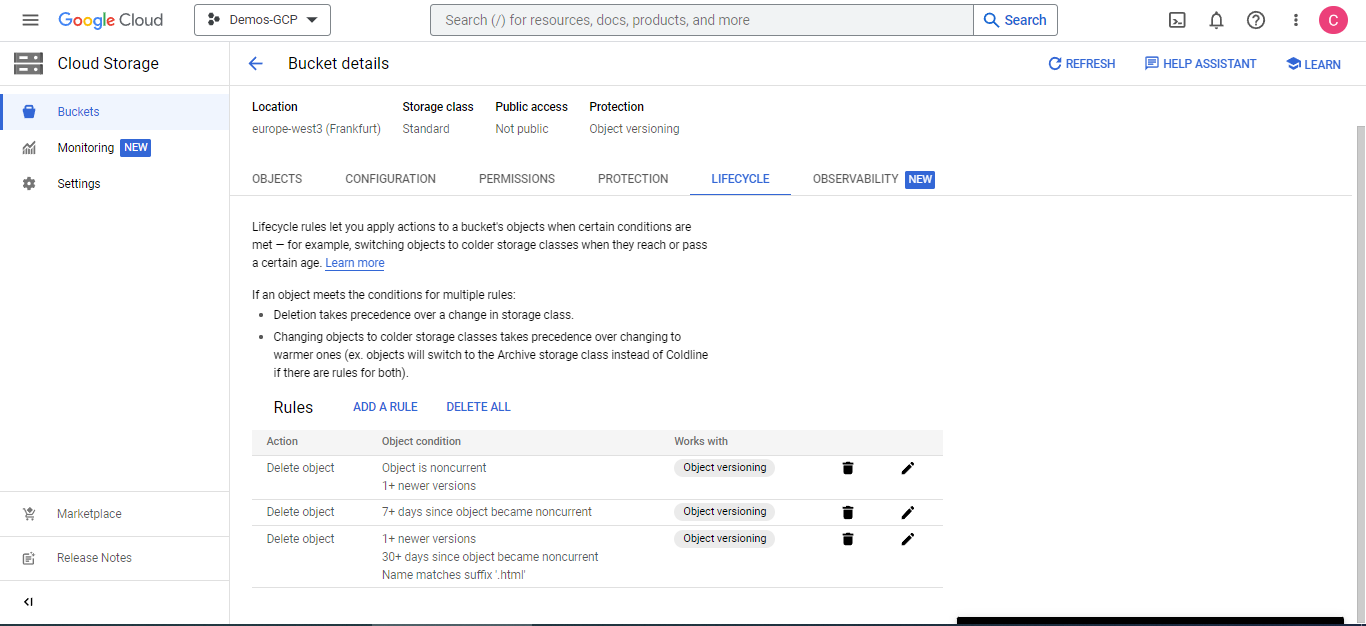 Google Cloud
Demos-GCP
Search (/) for resources, docs, products, and more
Search
C
Cloud Storage
Bucket details
REFRESH
HELP ASSISTANT
LEARN
Buckets
Monitoring NEW
Settings
Marketplace
Release Notes
Location Storage class Public access Protection
europe-west3 (Frankfurt) Standard Not public Object versioning
OBJECTS CONFIGURATION PERMISSIONS PROTECTION LIFECYCLE OBSERVABILITY NEW
Lifecycle rules let you apply actions to a bucket's objects when certain conditions are
met — for example, switching objects to colder storage classes when they reach or pass
a certain age. Learn more
If an object meets the conditions for multiple rules:
• Deletion takes precedence over a change in storage class.
• Changing objects to colder storage classes takes precedence over changing to
warmer ones (ex. objects will switch to the Archive storage class instead of Coldline
if there are rules for both).
Rules ADD A RULE DELETE ALL
Action Object condition Works with
Delete object Object is noncurrent Object versioning
1+ newer versions
Delete object 7+ days since object became noncurrent Object versioning
Delete object 1+ newer versions Object versioning
30+ days since object became noncurrent
Name matches suffix '.html'